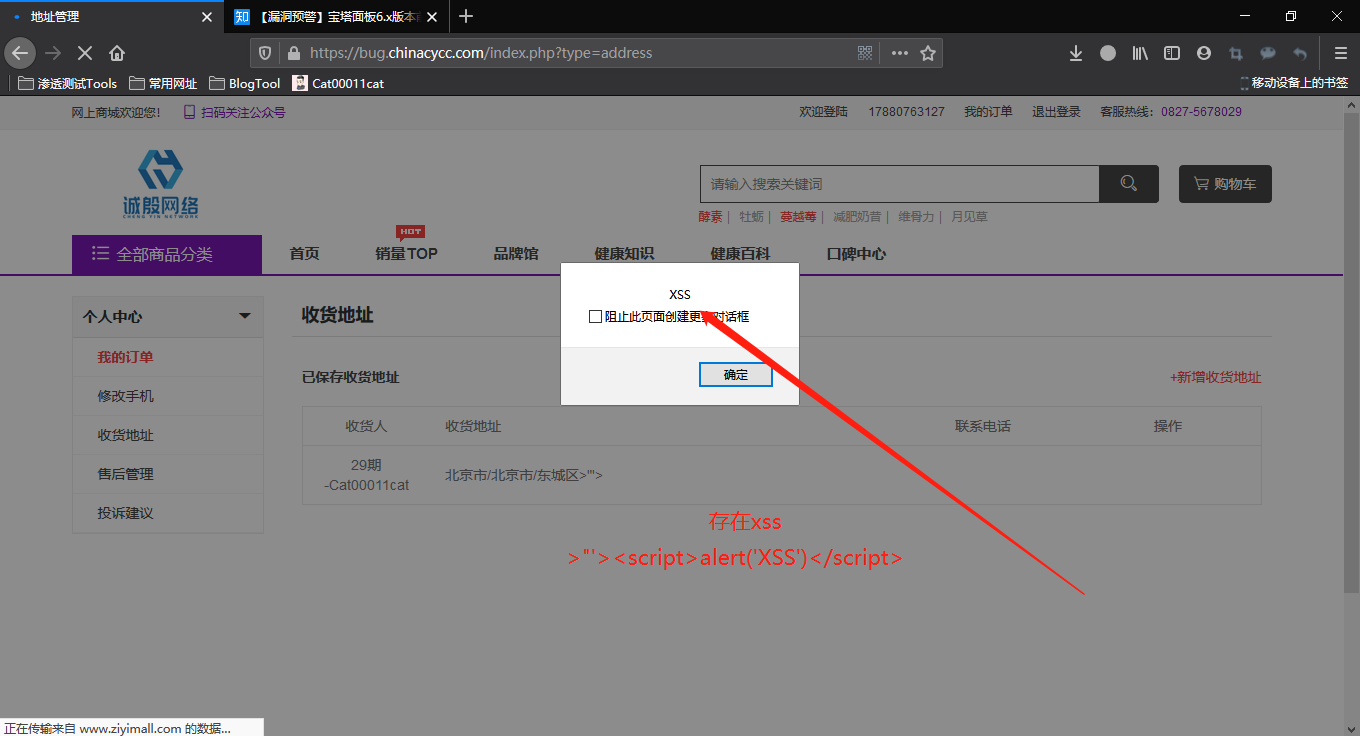 地址管理
知 【漏洞预警】宝塔面板6.x版本
https://bug.chinacycc.com/index.php?type=address
渗透测试Tools 常用网址 BlogTool Cat00011cat 移动设备上的书签
网上商城欢迎您! 扫码关注公众号 欢迎登陆 17880763127 我的订单 退出登录 客服热线: 0827-5678029
诚殷网络
CHENG YIN NETWORK
请输入搜索关键词 购物车
酵素 | 牡蛎 | 蔓越莓 | 减肥奶昔 | 维骨力 | 月见草
HOT
全部商品分类 首页 销量TOP 品牌馆 健康知识 健康百科 口碑中心
XSS
阻止此页面创建更 对话框
确定
个人中心 收货地址
我的订单
修改手机
收货地址
售后管理
投诉建议
已保存收货地址 +新增收货地址
收货人 收货地址 联系电话 操作
29期
-Cat00011cat
北京市/北京市/东城区>"'>
存在xss
>"'><script>alert('XSS')</script>
正在传输来自 www.ziyimall.com 的数据...